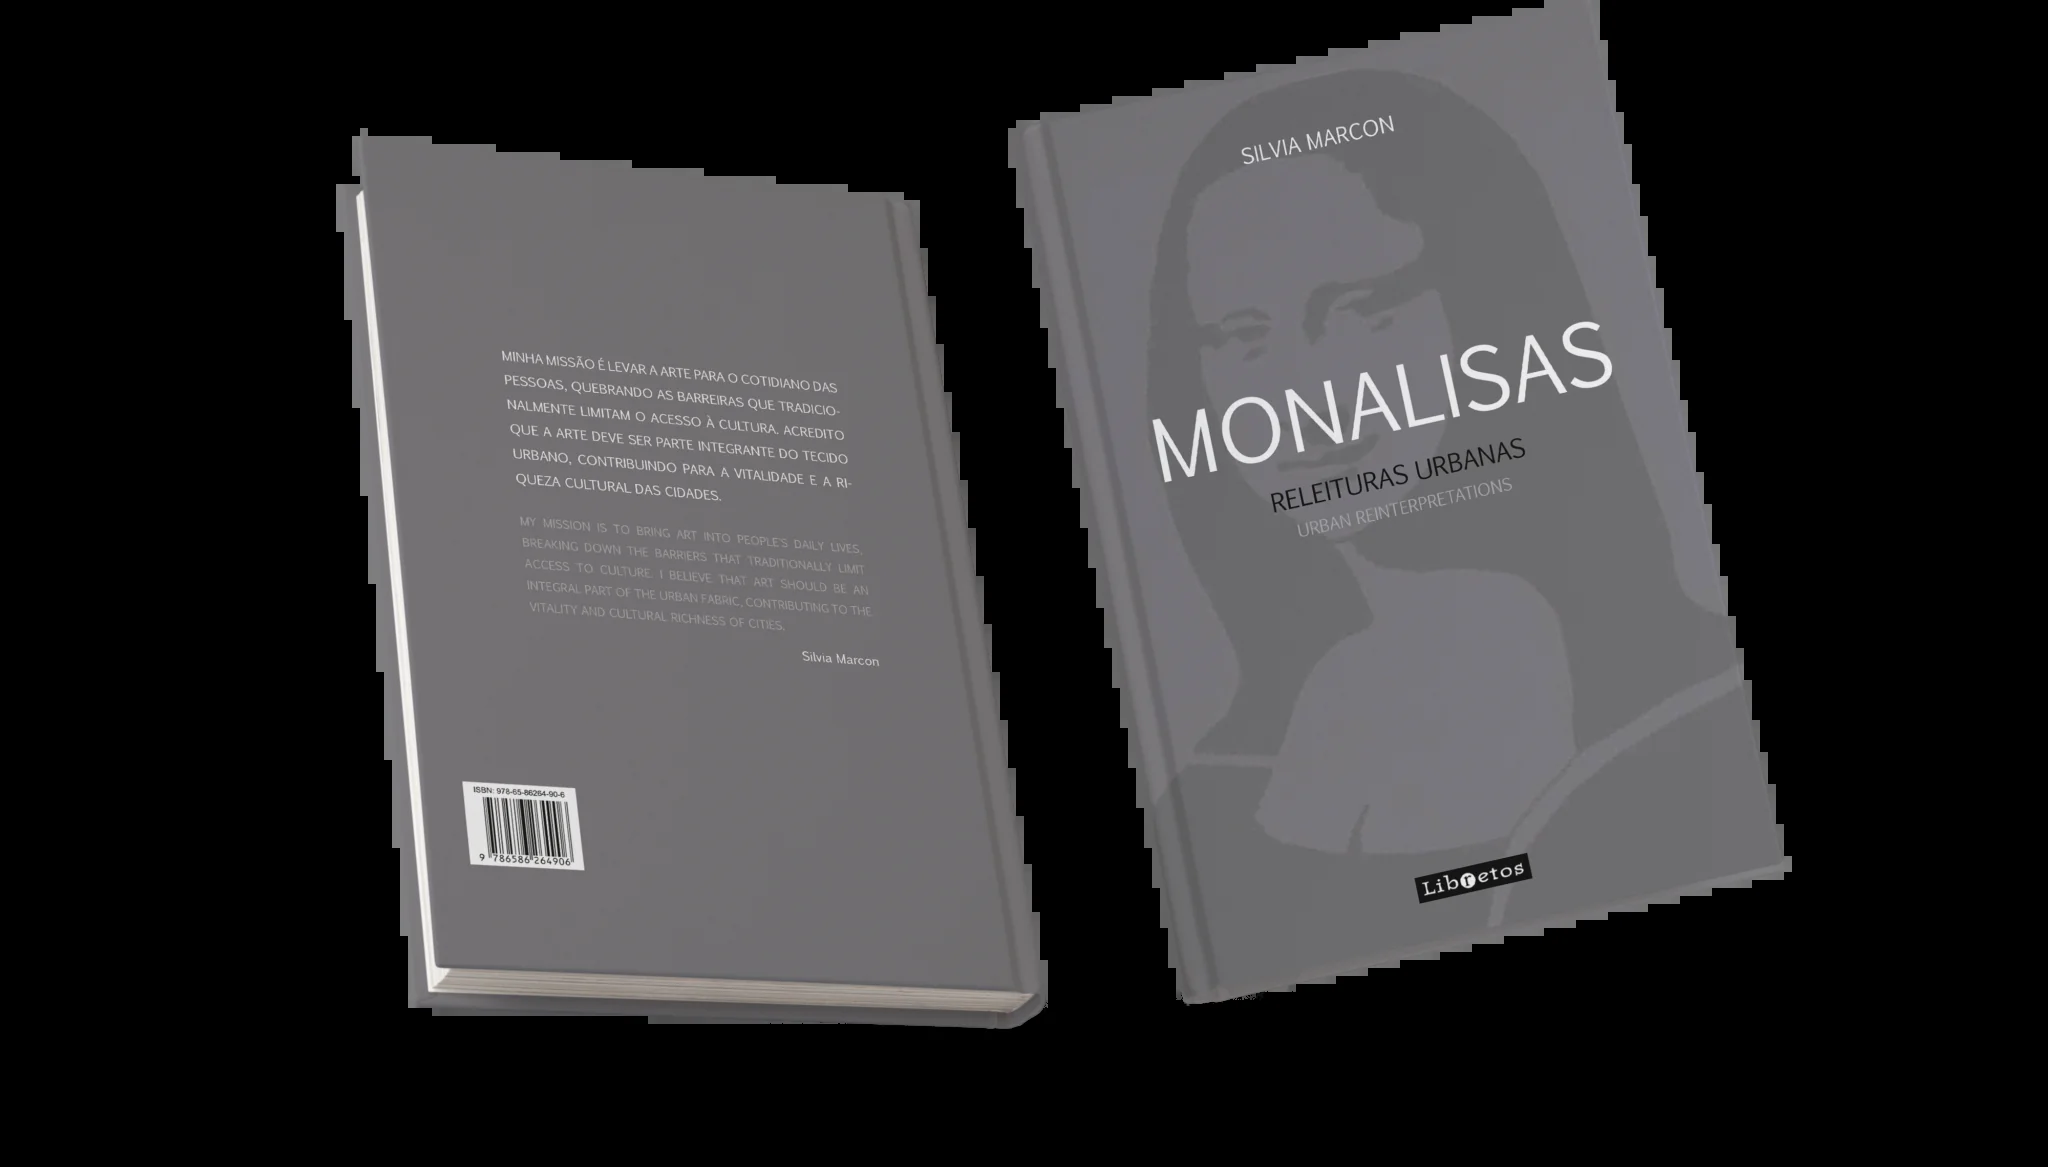 MINHA MISSÃO É LEVAR A ARTE PARA O COTIDIANO DAS
PESSOAS, QUEBRANDO AS BARREIRAS QUE TRADICIO-
NALMENTE LIMITAM O ACESSO À CULTURA. ACREDITO
QUE A ARTE DEVE SER PARTE INTEGRANTE DO TECIDO
URBANO, CONTRIBUINDO PARA A VITALIDADE E A RI-
QUEZA CULTURAL DAS CIDADES.
MY MISSION IS TO BRING ART INTO PEOPLE'S DAILY LIVES,
BREAKING DOWN THE BARRIERS THAT TRADITIONALLY LIMIT
ACCESS TO CULTURE. I BELIEVE THAT ART SHOULD BE AN
INTEGRAL PART OF THE URBAN FABRIC, CONTRIBUTING TO THE
VITALITY AND CULTURAL RICHNESS OF CITIES.
Silvia Marcon
ISBN: 978-65-86264-90-6
9 786586 264906
SILVIA MARCON
MONALISAS
RELEITURAS URBANAS
URBAN REINTERPRETATIONS
Libretos